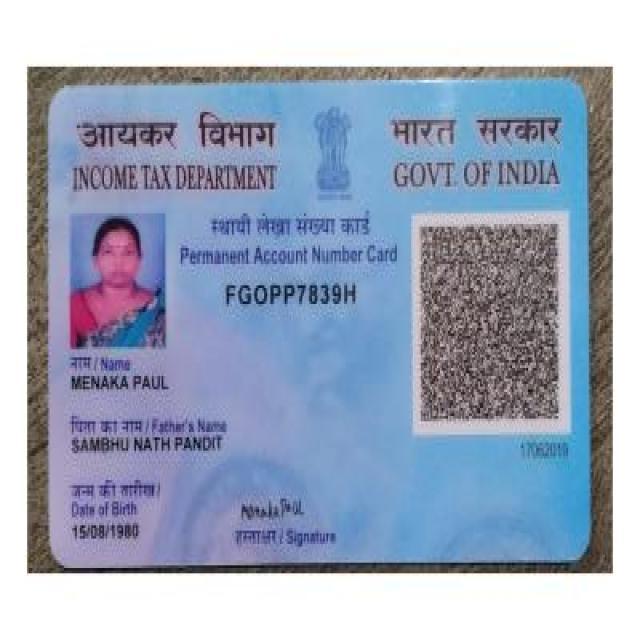 आयकर विभाग
INCOME TAX DEPARTMENT
भारत सरकार
GOVT. OF INDIA
स्थायी लेखा संख्या कार्ड
Permanent Account Number Card
FGOPP7839H
नाम / Name
MENAKA PAUL
पिता का नाम / Father's Name
SAMBHU NATH PANDIT
17062019
जन्म की तारीख /
Date of Birth
15/08/1980
Menaka Paul
हस्ताक्षर / Signature